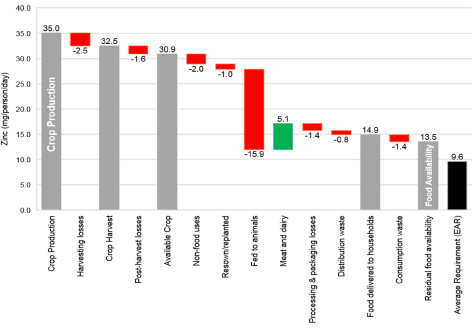 40.0
35.0
30.0
25.0
20.0
15.0
10.0
5.0
0.0
Zinc (mg/person/day)
35.0
-2.5
32.5
-1.6
30.9
-2.0
-1.0
-15.9
5.1
-1.4
-0.8
14.9
-1.4
13.5
9.6
Crop Production
Food Availability
Crop Production
Harvesting losses
Crop Harvest
Post-harvest losses
Available Crop
Non-food uses
Resown/replanted
Fed to animals
Meat and dairy
Processing & packaging losses
Distribution waste
Food delivered to households
Consumption waste
Residual food availability
Average Requirement (EAR)